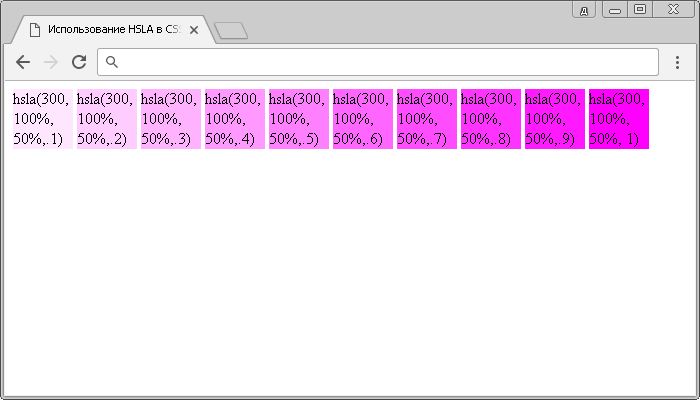 д
Использование HSLA в CS
hsla(300, 100%, 50%,.1)
hsla(300, 100%, 50%,.2)
hsla(300, 100%, 50%,.3)
hsla(300, 100%, 50%,.4)
hsla(300, 100%, 50%,.5)
hsla(300, 100%, 50%,.6)
hsla(300, 100%, 50%,.7)
hsla(300, 100%, 50%,.8)
hsla(300, 100%, 50%,.9)
hsla(300, 100%, 50%, 1)